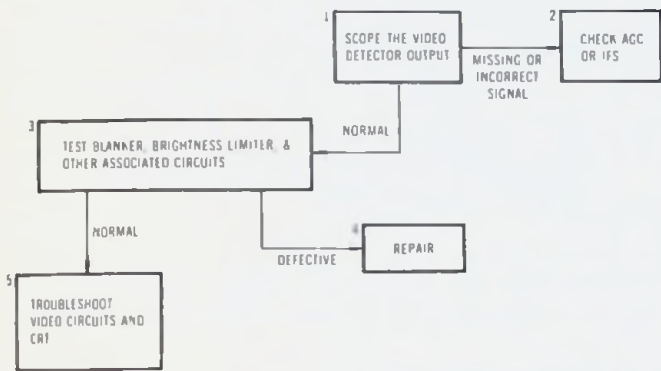 1
SCOPE THE VIDEO
DETECTOR OUTPUT
MISSING OR
INCORRECT
SIGNAL
2
CHECK AGC
OR IFS
NORMAL
3
TEST BLANKER, BRIGHTNESS LIMITER, &
OTHER ASSOCIATED CIRCUITS
DEFECTIVE
4
REPAIR
NORMAL
5
TROUBLESHOOT
VIDEO CIRCUITS AND
CRT